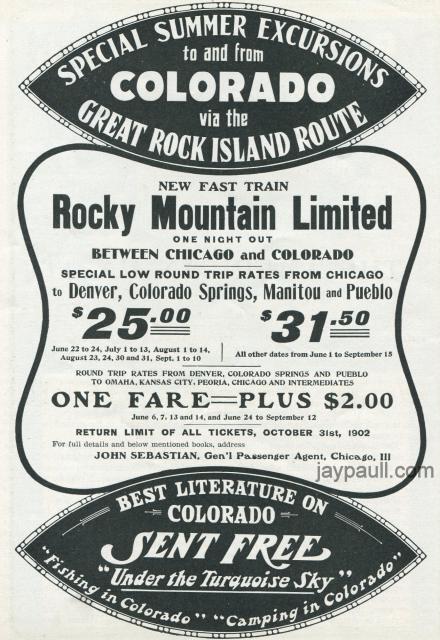 SPECIAL SUMMER EXCURSIONS
to and from
COLORADO
via the
GREAT ROCK ISLAND ROUTE
NEW FAST TRAIN
Rocky Mountain Limited
ONE NIGHT OUT
BETWEEN CHICAGO and COLORADO
SPECIAL LOW ROUND TRIP RATES FROM CHICAGO
to Denver, Colorado Springs, Manitou and Pueblo
$25.00
June 22 to 24, July 1 to 13, August 1 to 14,
August 23, 24, 30 and 31, Sept. 1 to 10
$31.50
All other dates from June 1 to September 15
ROUND TRIP RATES FROM DENVER, COLORADO SPRINGS AND PUEBLO
TO OMAHA, KANSAS CITY, PEORIA, CHICAGO AND INTERMEDIATES
ONE FARE—PLUS $2.00
June 6, 7, 13 and 14, and June 24 to September 12
RETURN LIMIT OF ALL TICKETS, OCTOBER 31st, 1902
For full details and below mentioned books, address
JOHN SEBASTIAN, Gen'l Passenger Agent, Chicago, Ill
jaypaull.com
BEST LITERATURE ON
COLORADO
SENT FREE
"Under the Turquoise Sky"
"Fishing in Colorado" "Camping in Colorado"